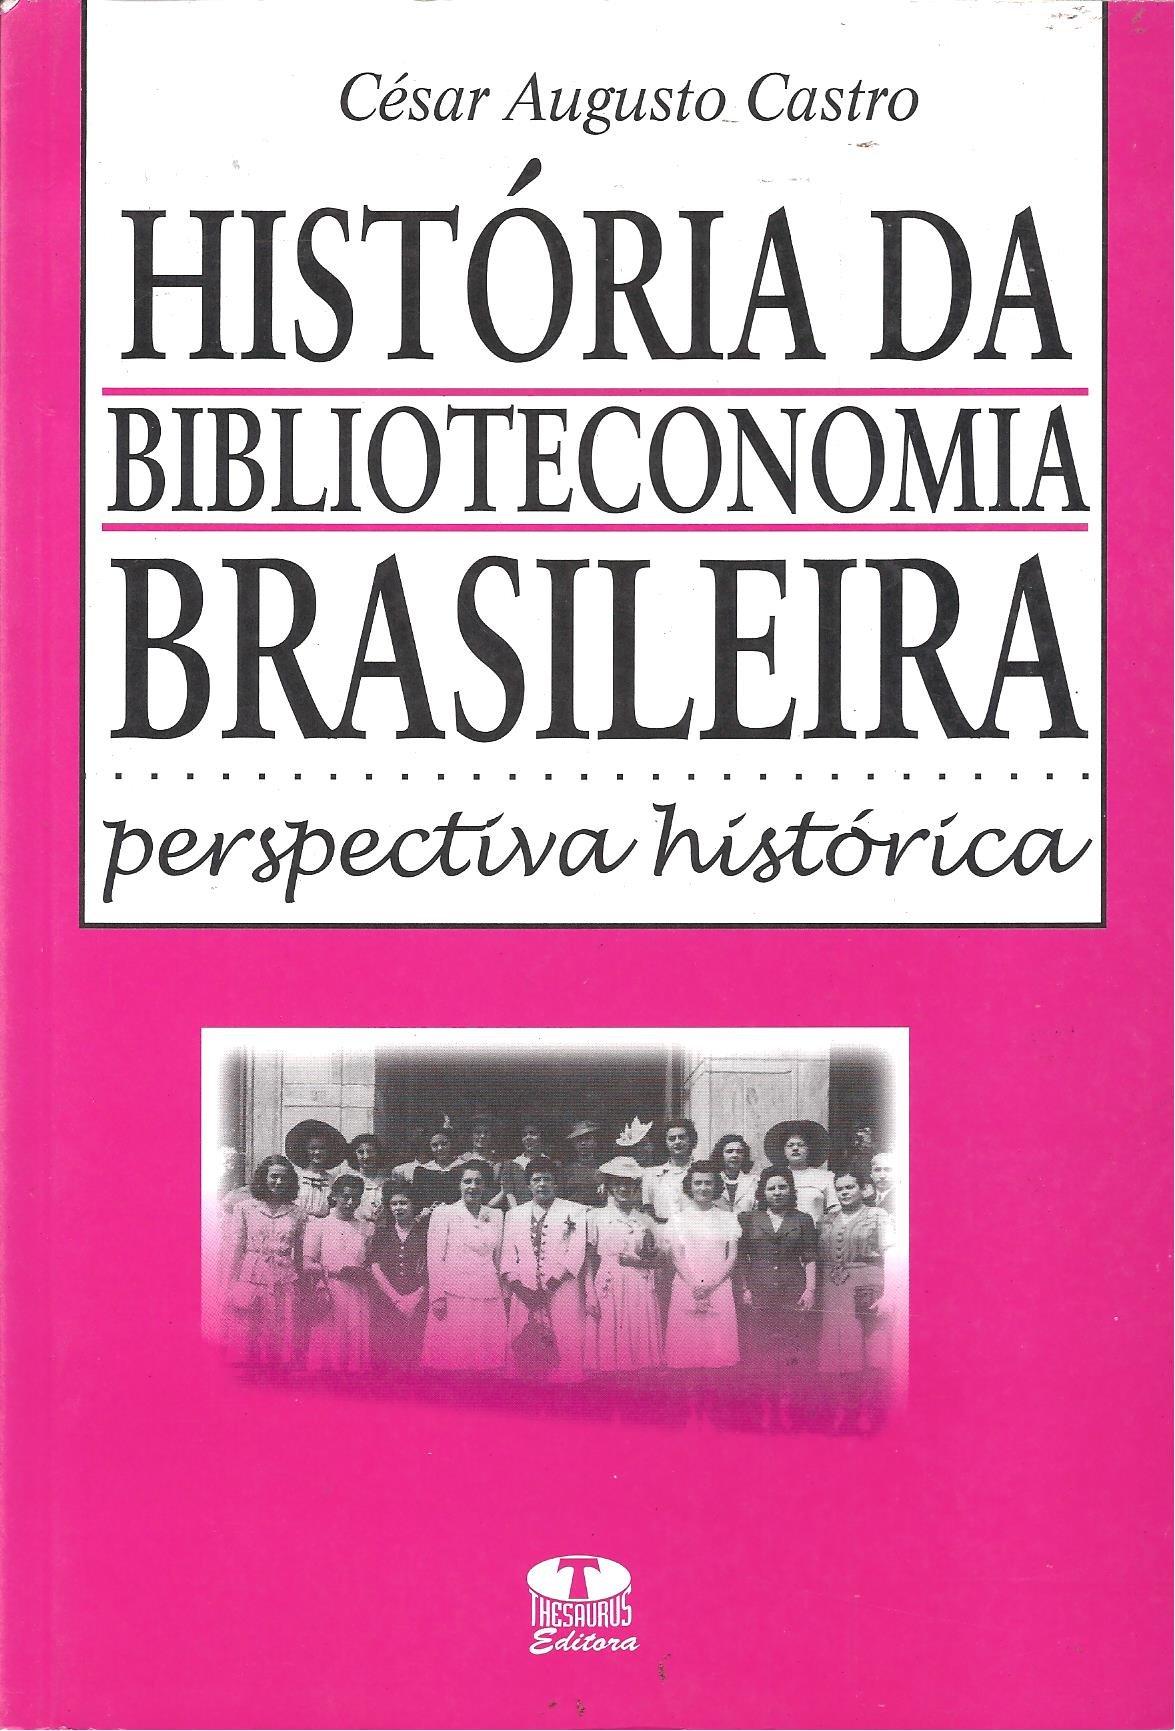 César Augusto Castro
HISTÓRIA DA
BIBLIOTECONOMIA
BRASILEIRA
perspectiva histórica
T
THESAURUS
Editora